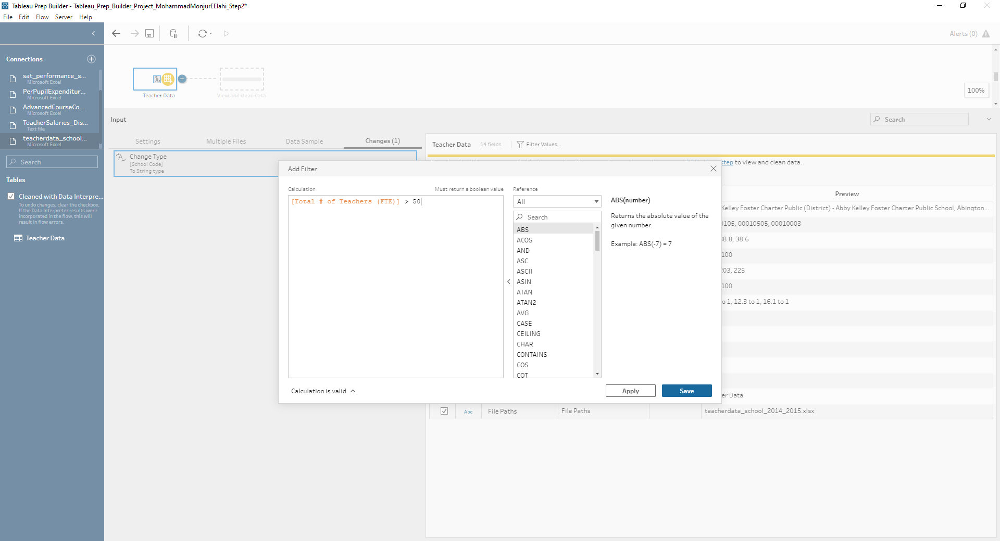 Tableau Prep Builder - Tableau_Prep_Builder_Project_MohammadMonjurEElahi_Step2*
File Edit Flow Server Help
Alerts (0)
Connections
sat_performance_s...
Microsoft Excel
PerPupilExpenditur...
Microsoft Excel
AdvancedCourseCo...
Microsoft Excel
TeacherSalaries_Dis...
Text file
teacherdata_school...
Microsoft Excel
Search
Tables
Cleaned with Data Interpre...
To undo changes, clear the checkbox.
If the Data Interpreter results were
incorporated in the flow, this will
result in flow errors.
Teacher Data
Teacher Data
View and clean data
100%
Input
Search
Settings
Multiple Files
Data Sample
Changes (1)
Change Type
[School Code]
To String type
Teacher Data 14 fields Filter Values...
step to view and clean data.
Preview
Kelley Foster Charter Public (District) - Abby Kelley Foster Charter Public School, Abington...
0105, 00010505, 00010003
38.8, 38.6
100
203, 225
100
o 1, 12.3 to 1, 16.1 to 1
er Data
Abc File Paths File Paths teacherdata_school_2014_2015.xlsx
Add Filter
Calculation Must return a boolean value
[Total # of Teachers (FTE)] > 50
Reference
All
Search
ABS
ACOS
AND
ASC
ASCII
ASIN
ATAN
ATAN2
AVG
CASE
CEILING
CHAR
CONTAINS
COS
COT
ABS(number)
Returns the absolute value of the
given number.
Example: ABS(-7) = 7
Calculation is valid
Apply
Save